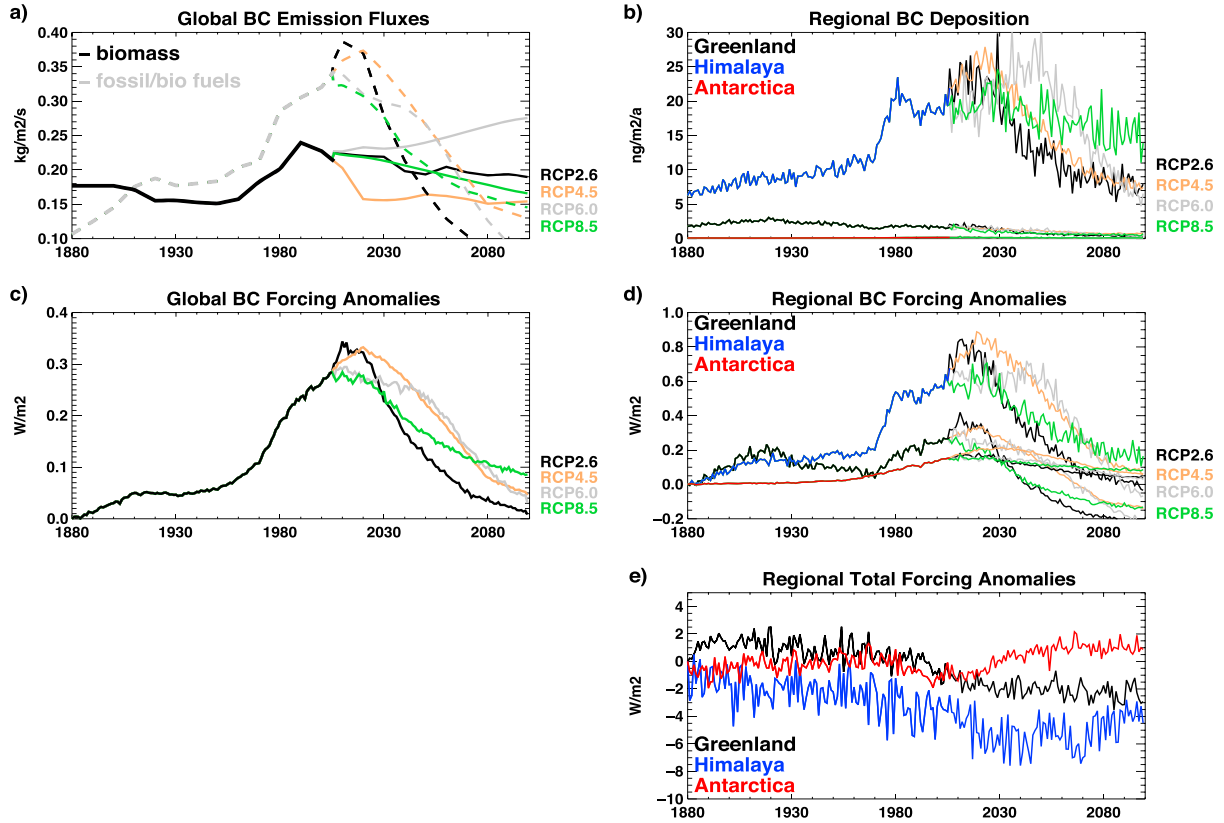 a)
Global BC Emission Fluxes
0.40
0.35
0.30
0.25
0.20
0.15
0.10
kg/m2/s
biomass
fossil/bio fuels
RCP2.6
RCP4.5
RCP6.0
RCP8.5
1880
1930
1980
2030
2080
b)
Regional BC Deposition
30
25
20
15
10
5
0
ng/m2/a
Greenland
Himalaya
Antarctica
RCP2.6
RCP4.5
RCP6.0
RCP8.5
1880
1930
1980
2030
2080
c)
Global BC Forcing Anomalies
0.4
0.3
0.2
0.1
0.0
W/m2
RCP2.6
RCP4.5
RCP6.0
RCP8.5
1880
1930
1980
2030
2080
d)
Regional BC Forcing Anomalies
1.0
0.8
0.6
0.4
0.2
0.0
−0.2
W/m2
Greenland
Himalaya
Antarctica
RCP2.6
RCP4.5
RCP6.0
RCP8.5
1880
1930
1980
2030
2080
e)
Regional Total Forcing Anomalies
4
2
0
−2
−4
−6
−8
−10
W/m2
Greenland
Himalaya
Antarctica
1880
1930
1980
2030
2080